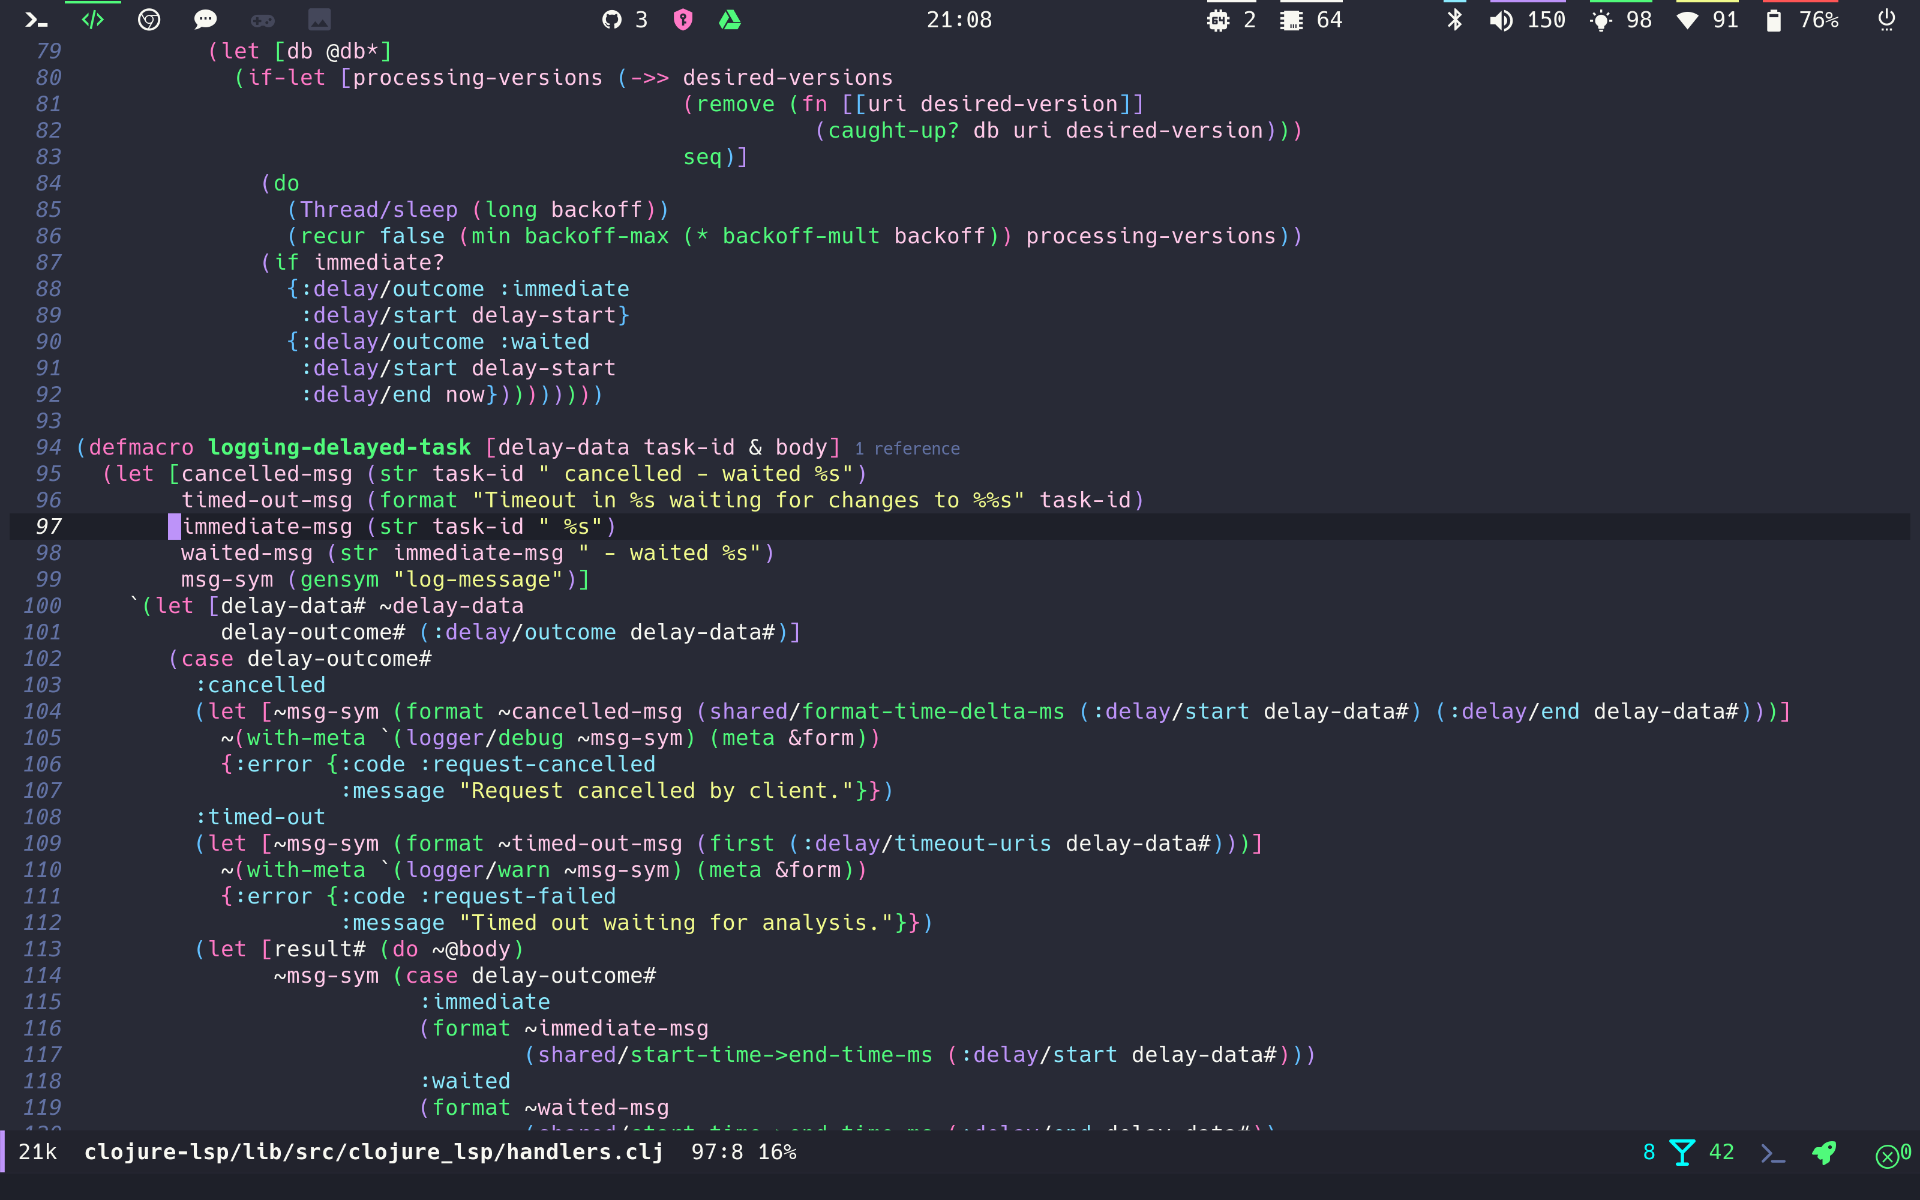 3 21:08 2 64 150 98 91 76%
79 (let [db @db*]
80 (if-let [processing-versions (->> desired-versions
81 (remove (fn [[uri desired-version]]
82 (caught-up? db uri desired-version)))
83 seq)]
84 (do
85 (Thread/sleep (long backoff))
86 (recur false (min backoff-max (* backoff-mult backoff)) processing-versions))
87 (if immediate?
88 {:delay/outcome :immediate
89 :delay/start delay-start}
90 {:delay/outcome :waited
91 :delay/start delay-start
92 :delay/end now}))))))))
93
94 (defmacro logging-delayed-task [delay-data task-id & body] 1 reference
95 (let [cancelled-msg (str task-id " cancelled - waited %s")
96 timed-out-msg (format "Timeout in %s waiting for changes to %%s" task-id)
97 immediate-msg (str task-id " %s")
98 waited-msg (str immediate-msg " - waited %s")
99 msg-sym (gensym "log-message")]
100 `(let [delay-data# ~delay-data
101 delay-outcome# (:delay/outcome delay-data#)]
102 (case delay-outcome#
103 :cancelled
104 (let [~msg-sym (format ~cancelled-msg (shared/format-time-delta-ms (:delay/start delay-data#) (:delay/end delay-data#)))]
105 ~(with-meta `(logger/debug ~msg-sym) (meta &form))
106 {:error {:code :request-cancelled
107 :message "Request cancelled by client."}})
108 :timed-out
109 (let [~msg-sym (format ~timed-out-msg (first (:delay/timeout-uris delay-data#)))]
110 ~(with-meta `(logger/warn ~msg-sym) (meta &form))
111 {:error {:code :request-failed
112 :message "Timed out waiting for analysis."}})
113 (let [result# (do ~@body)
114 ~msg-sym (case delay-outcome#
115 :immediate
116 (format ~immediate-msg
117 (shared/start-time->end-time-ms (:delay/start delay-data#)))
118 :waited
119 (format ~waited-msg
21k clojure-lsp/lib/src/clojure_lsp/handlers.clj 97:8 16% 8 42 0